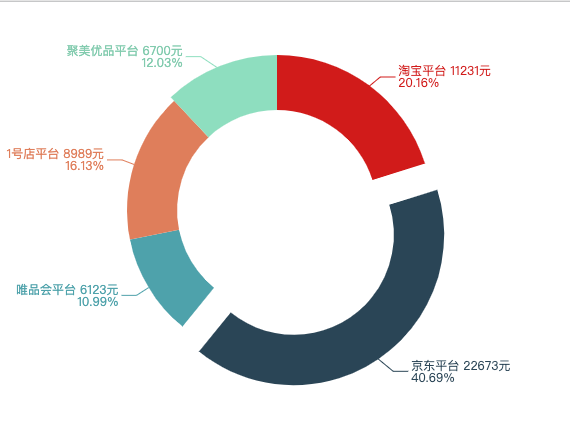 聚美优品平台 6700元
12.03%
淘宝平台 11231元
20.16%
1号店平台 8989元
16.13%
唯品会平台 6123元
10.99%
京东平台 22673元
40.69%